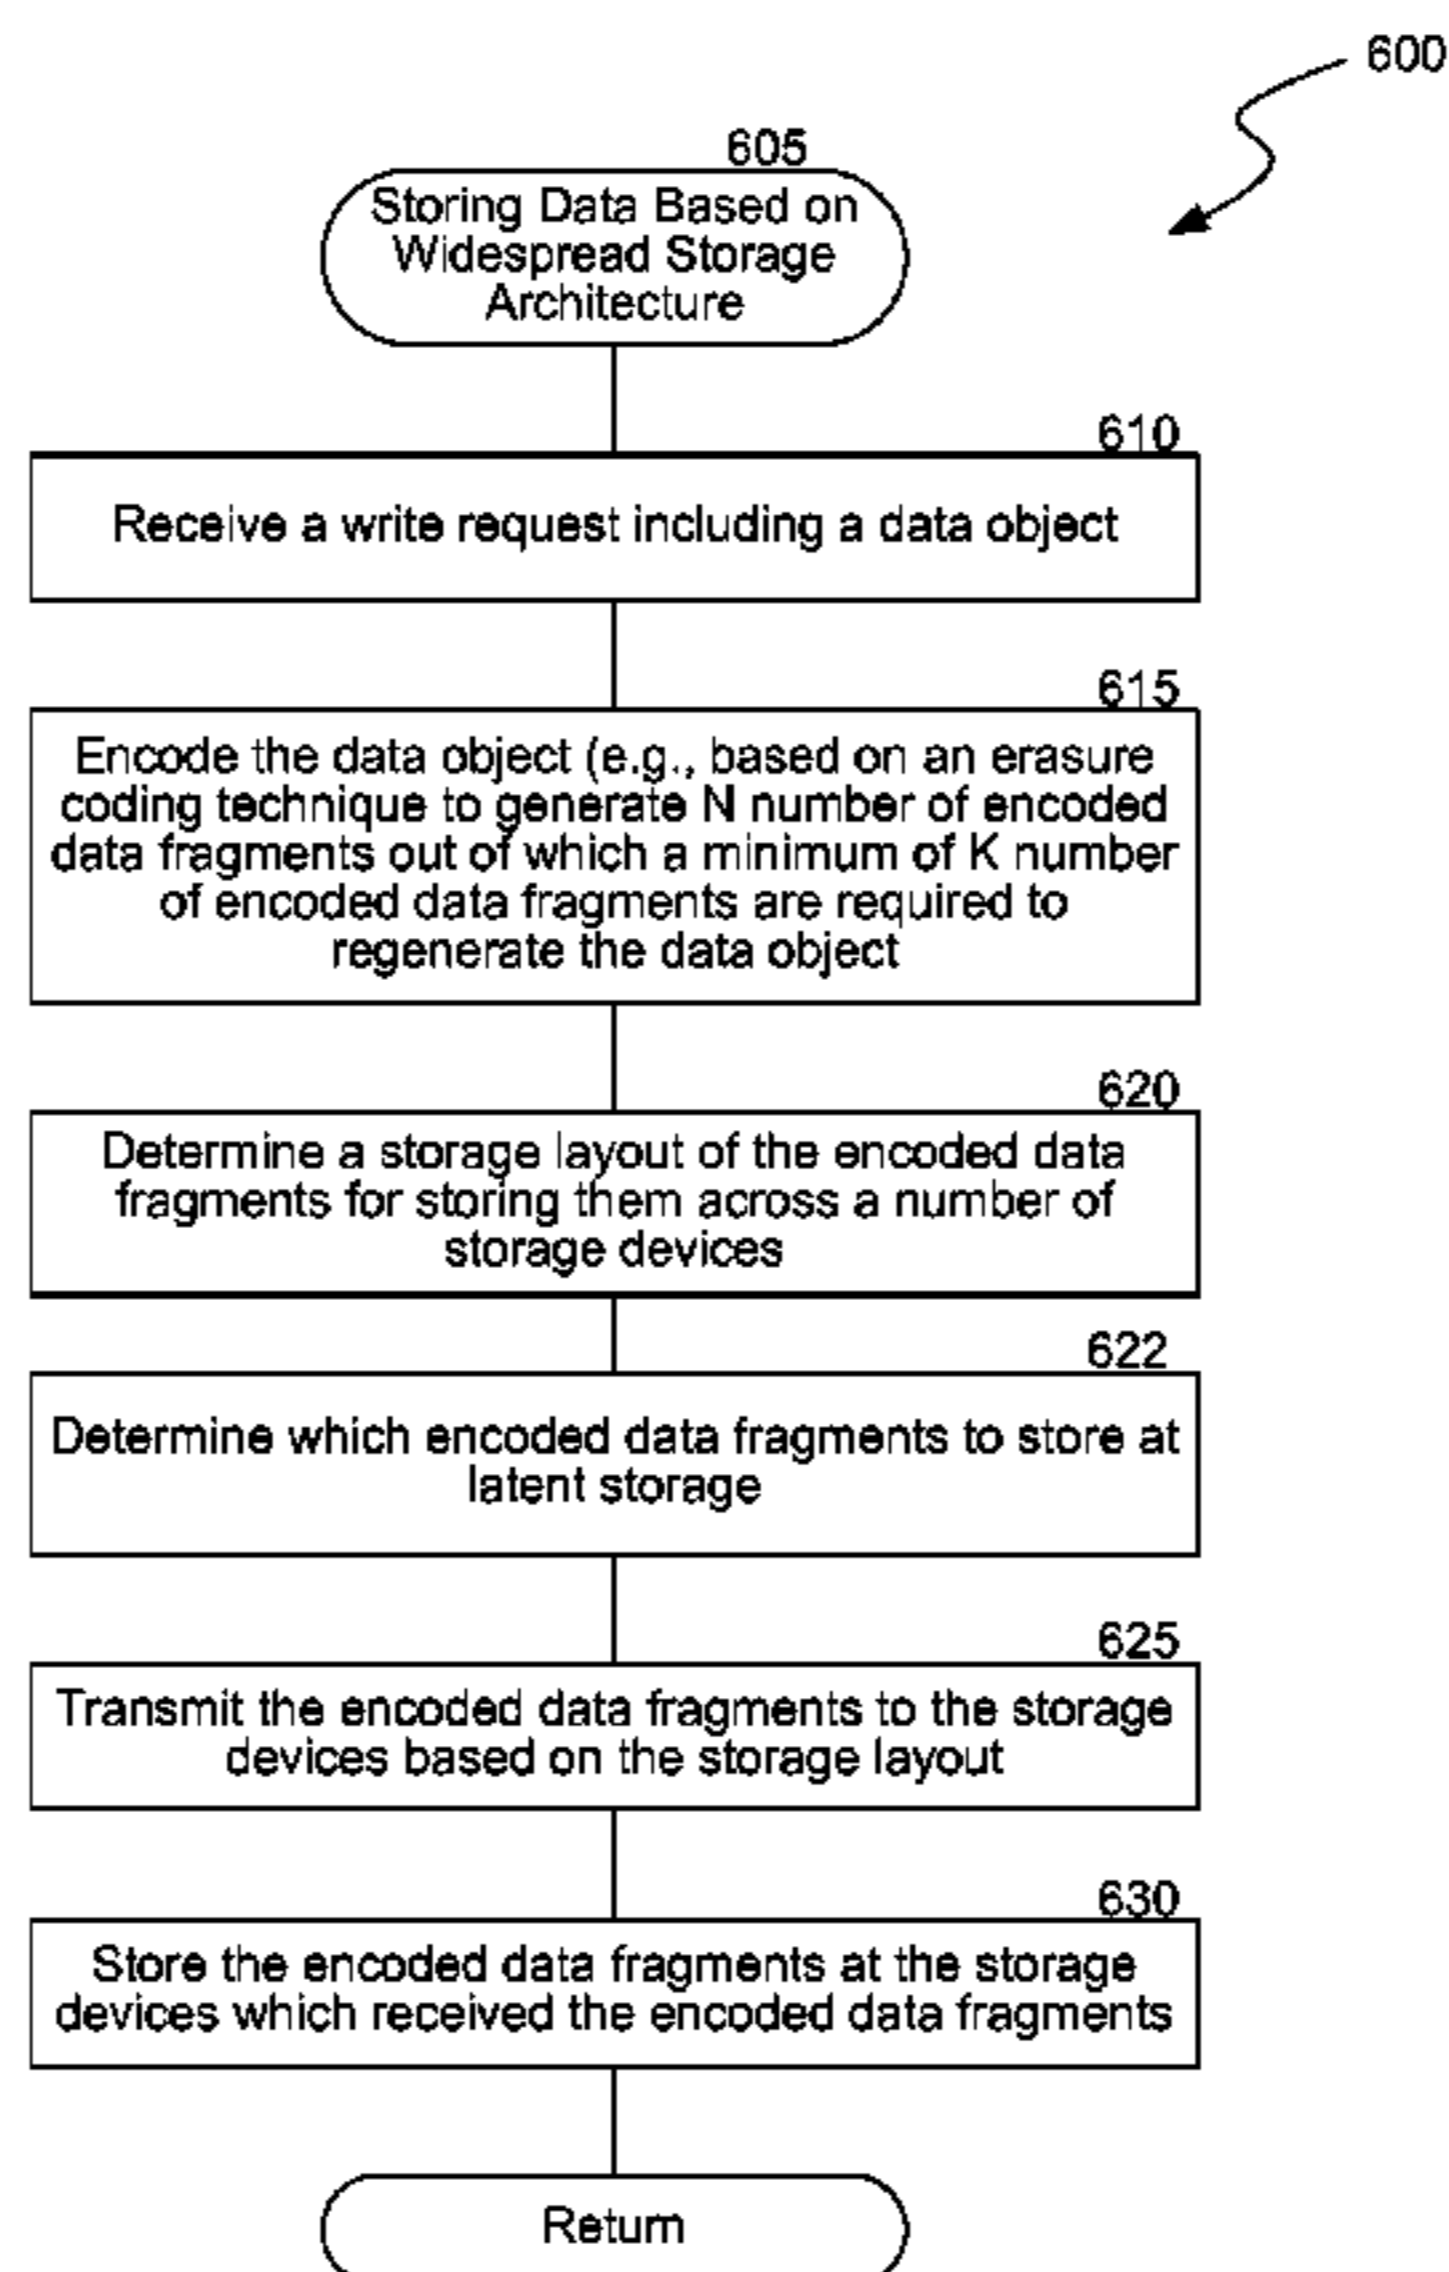 600
605
Storing Data Based on
Widespread Storage
Architecture
610
Receive a write request including a data object
615
Encode the data object (e.g., based on an erasure
coding technique to generate N number of encoded
data fragments out of which a minimum of K number
of encoded data fragments are required to
regenerate the data object
620
Determine a storage layout of the encoded data
fragments for storing them across a number of
storage devices
622
Determine which encoded data fragments to store at
latent storage
625
Transmit the encoded data fragments to the storage
devices based on the storage layout
630
Store the encoded data fragments at the storage
devices which received the encoded data fragments
Return